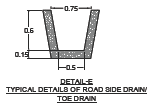 0.75
0.6
0.15
0.5
DETAIL-E
TYPICAL DETAILS OF ROAD SIDE DRAIN/
TOE DRAIN